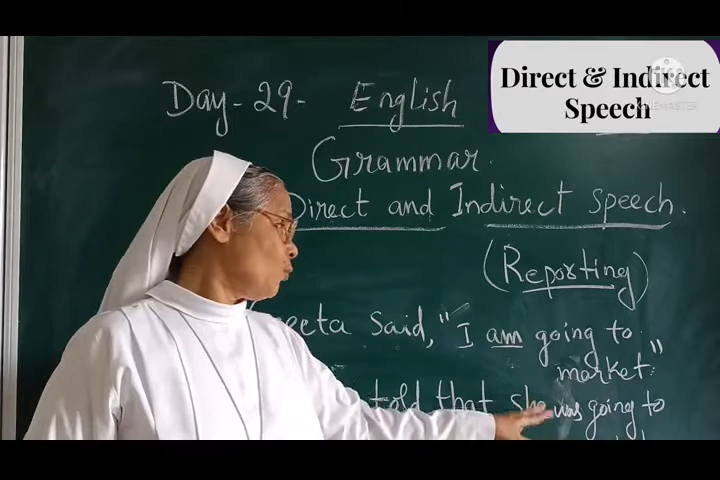 Direct & Indirect
Speech
KINEMASTER
Day - 29 - English
Grammar.
Direct and Indirect Speech.
(Reporting)
said, "I am going to
market."
told that she was going to